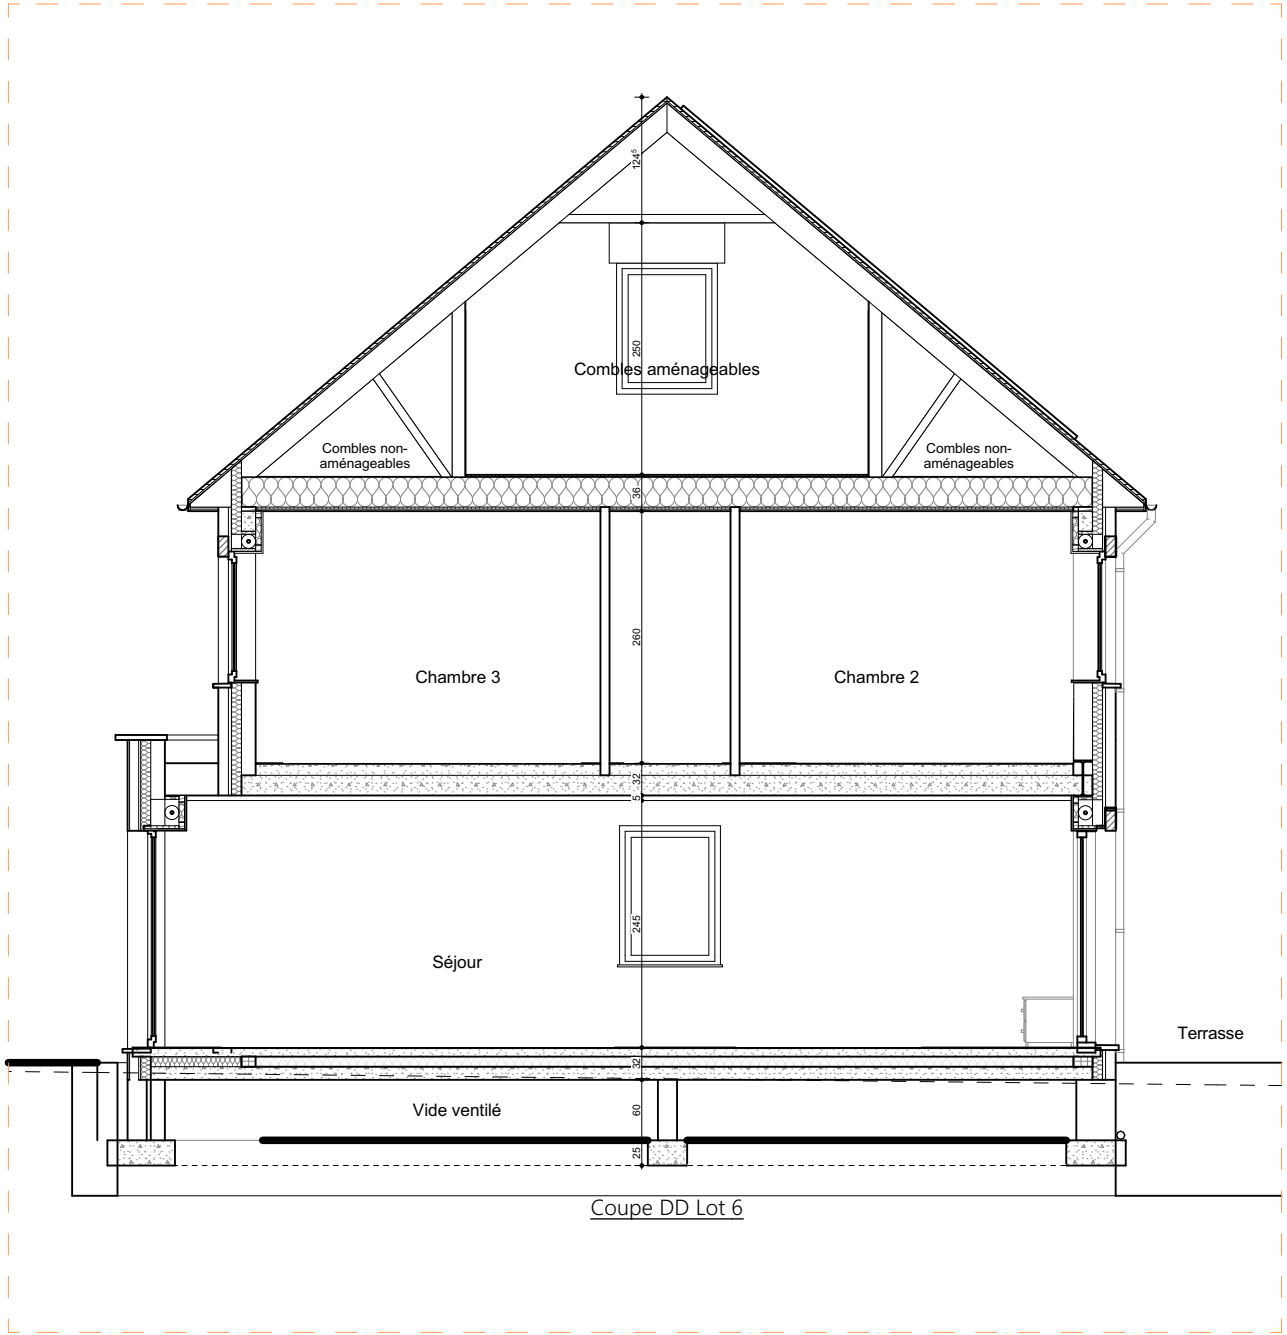 124⁵
250
Combles aménageables
Combles non-
aménageables
Combles non-
aménageables
36
260
Chambre 3
Chambre 2
32
5
245
Séjour
Terrasse
32
Vide ventilé
60
25
Coupe DD Lot 6